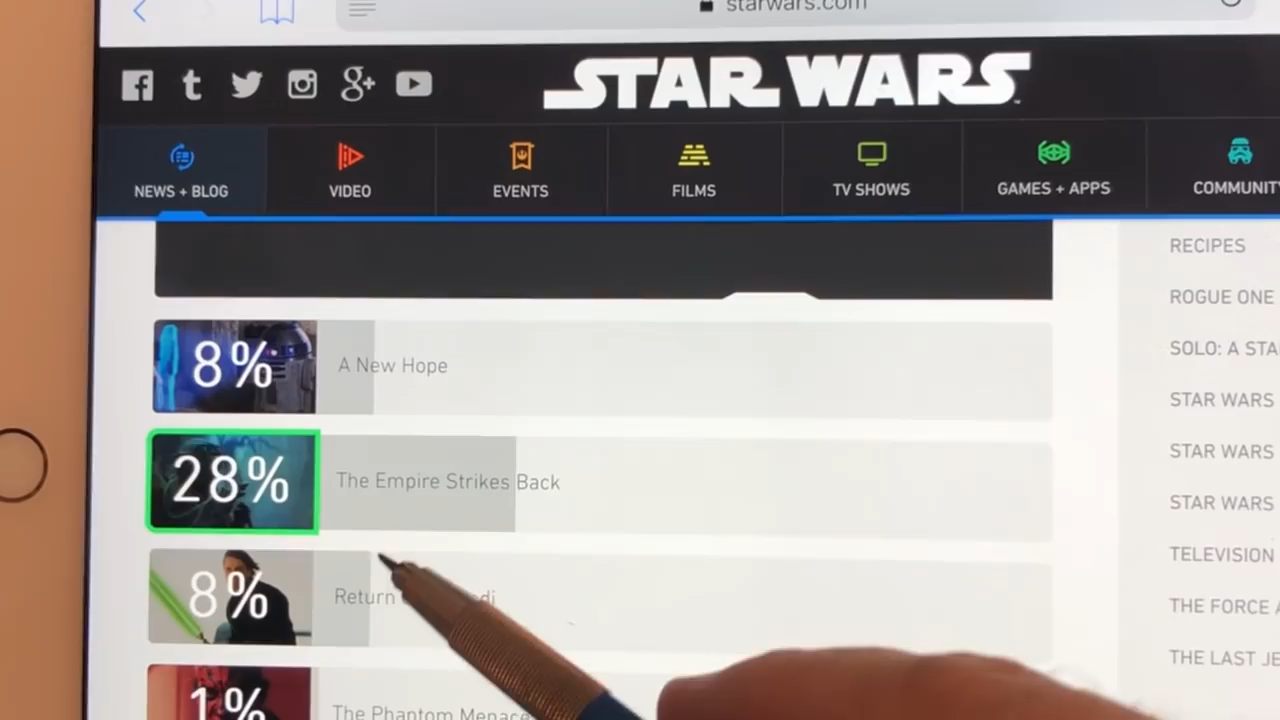 starwars.com
STAR WARS
NEWS + BLOG
VIDEO
EVENTS
FILMS
TV SHOWS
GAMES + APPS
COMMUNIT
RECIPES
ROGUE ONE
SOLO: A STA
STAR WARS
STAR WARS
STAR WARS
TELEVISION
THE FORCE A
THE LAST JE
8% A New Hope
28% The Empire Strikes Back
8% Return
1% The Phantom Menace